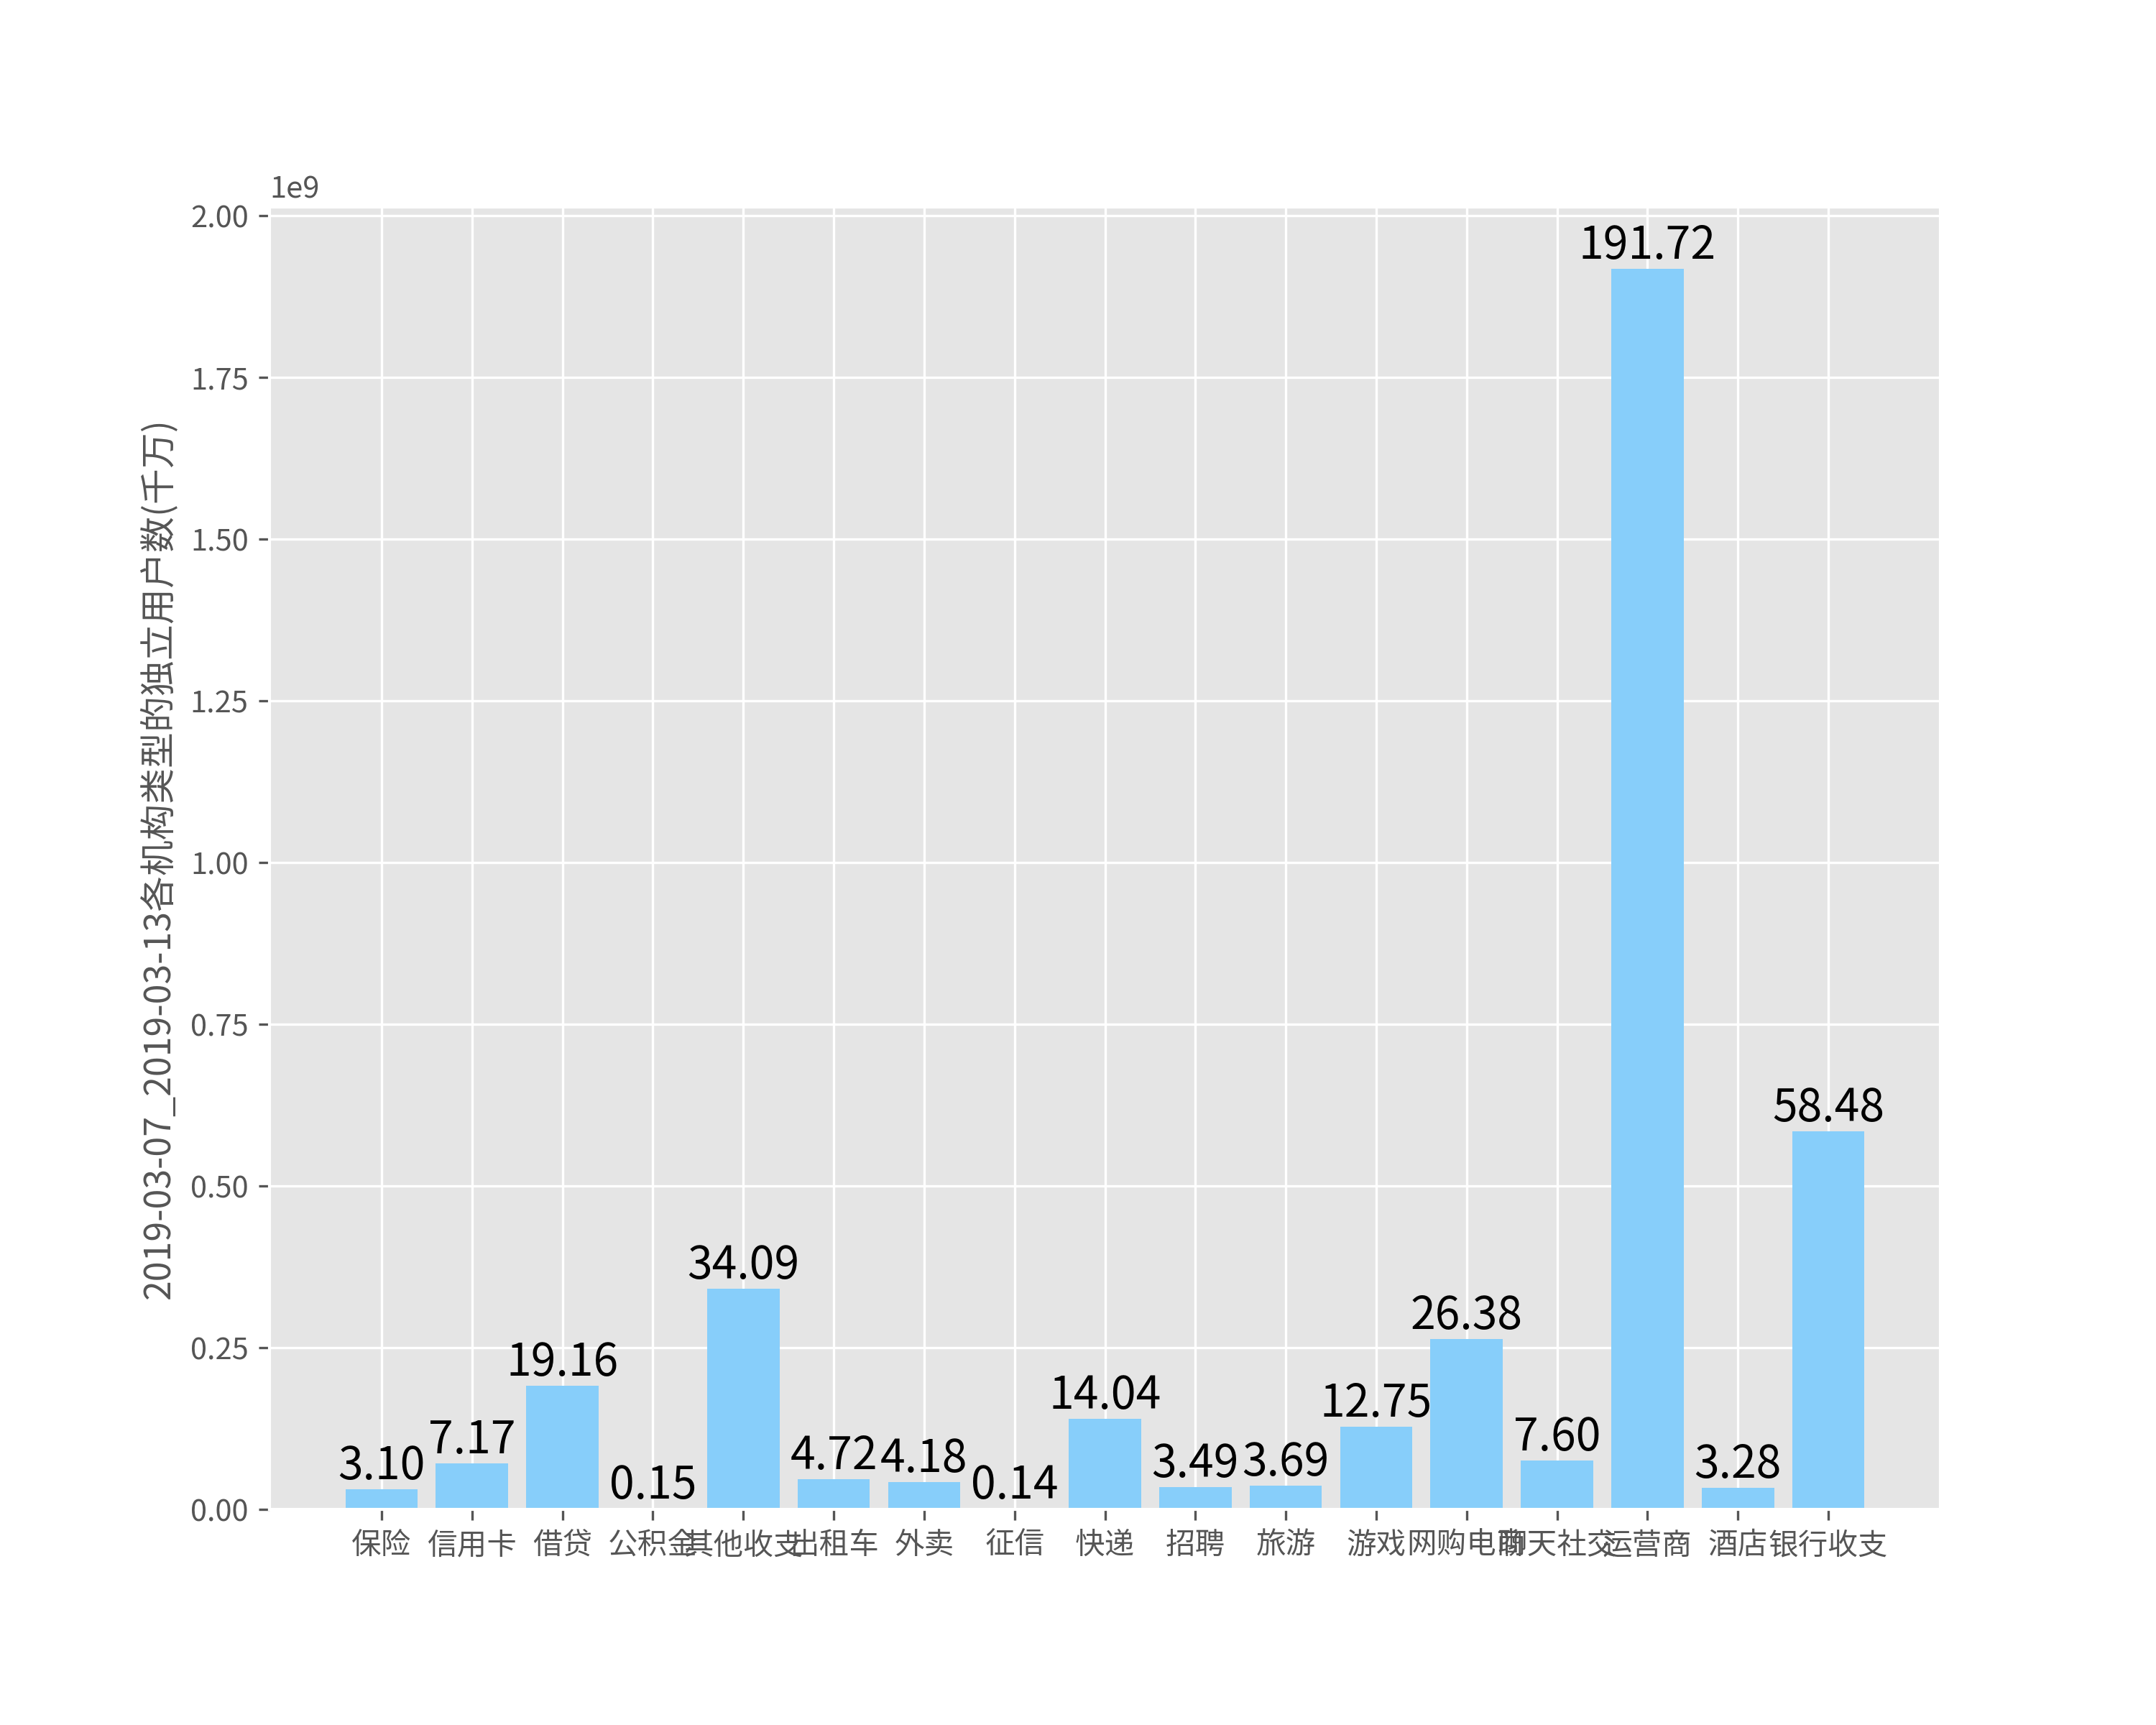 1e9
2.00
1.75
1.50
1.25
1.00
0.75
0.50
0.25
0.00
2019-03-07_2019-03-13各机构类型的独立用户数(千万)
3.10
7.17
19.16
0.15
34.09
4.72
4.18
0.14
14.04
3.49
3.69
12.75
26.38
7.60
191.72
3.28
58.48
保险
信用卡
借贷
公积金
其他收支
出租车
外卖
征信
快递
招聘
旅游
游戏
网购电商
聊天社交
运营商
酒店
银行收支